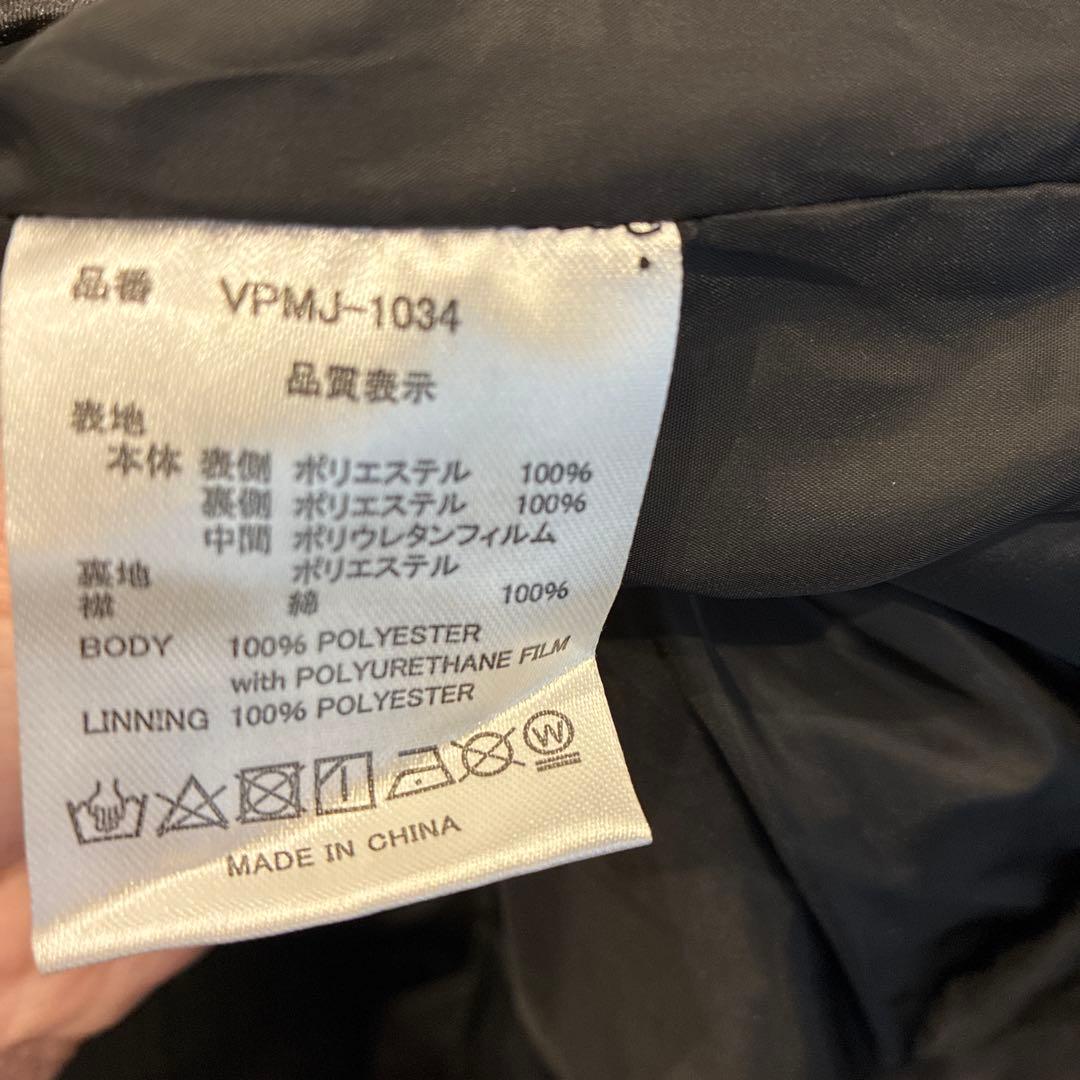 品番 VPMJ-1034
品質表示
表地
本体 表側 ポリエステル 100%
裏側 ポリエステル 100%
中間 ポリウレタンフィルム
裏地 ポリエステル
襟 綿 100%
BODY 100% POLYESTER
with POLYURETHANE FILM
LINNING 100% POLYESTER
W
MADE IN CHINA